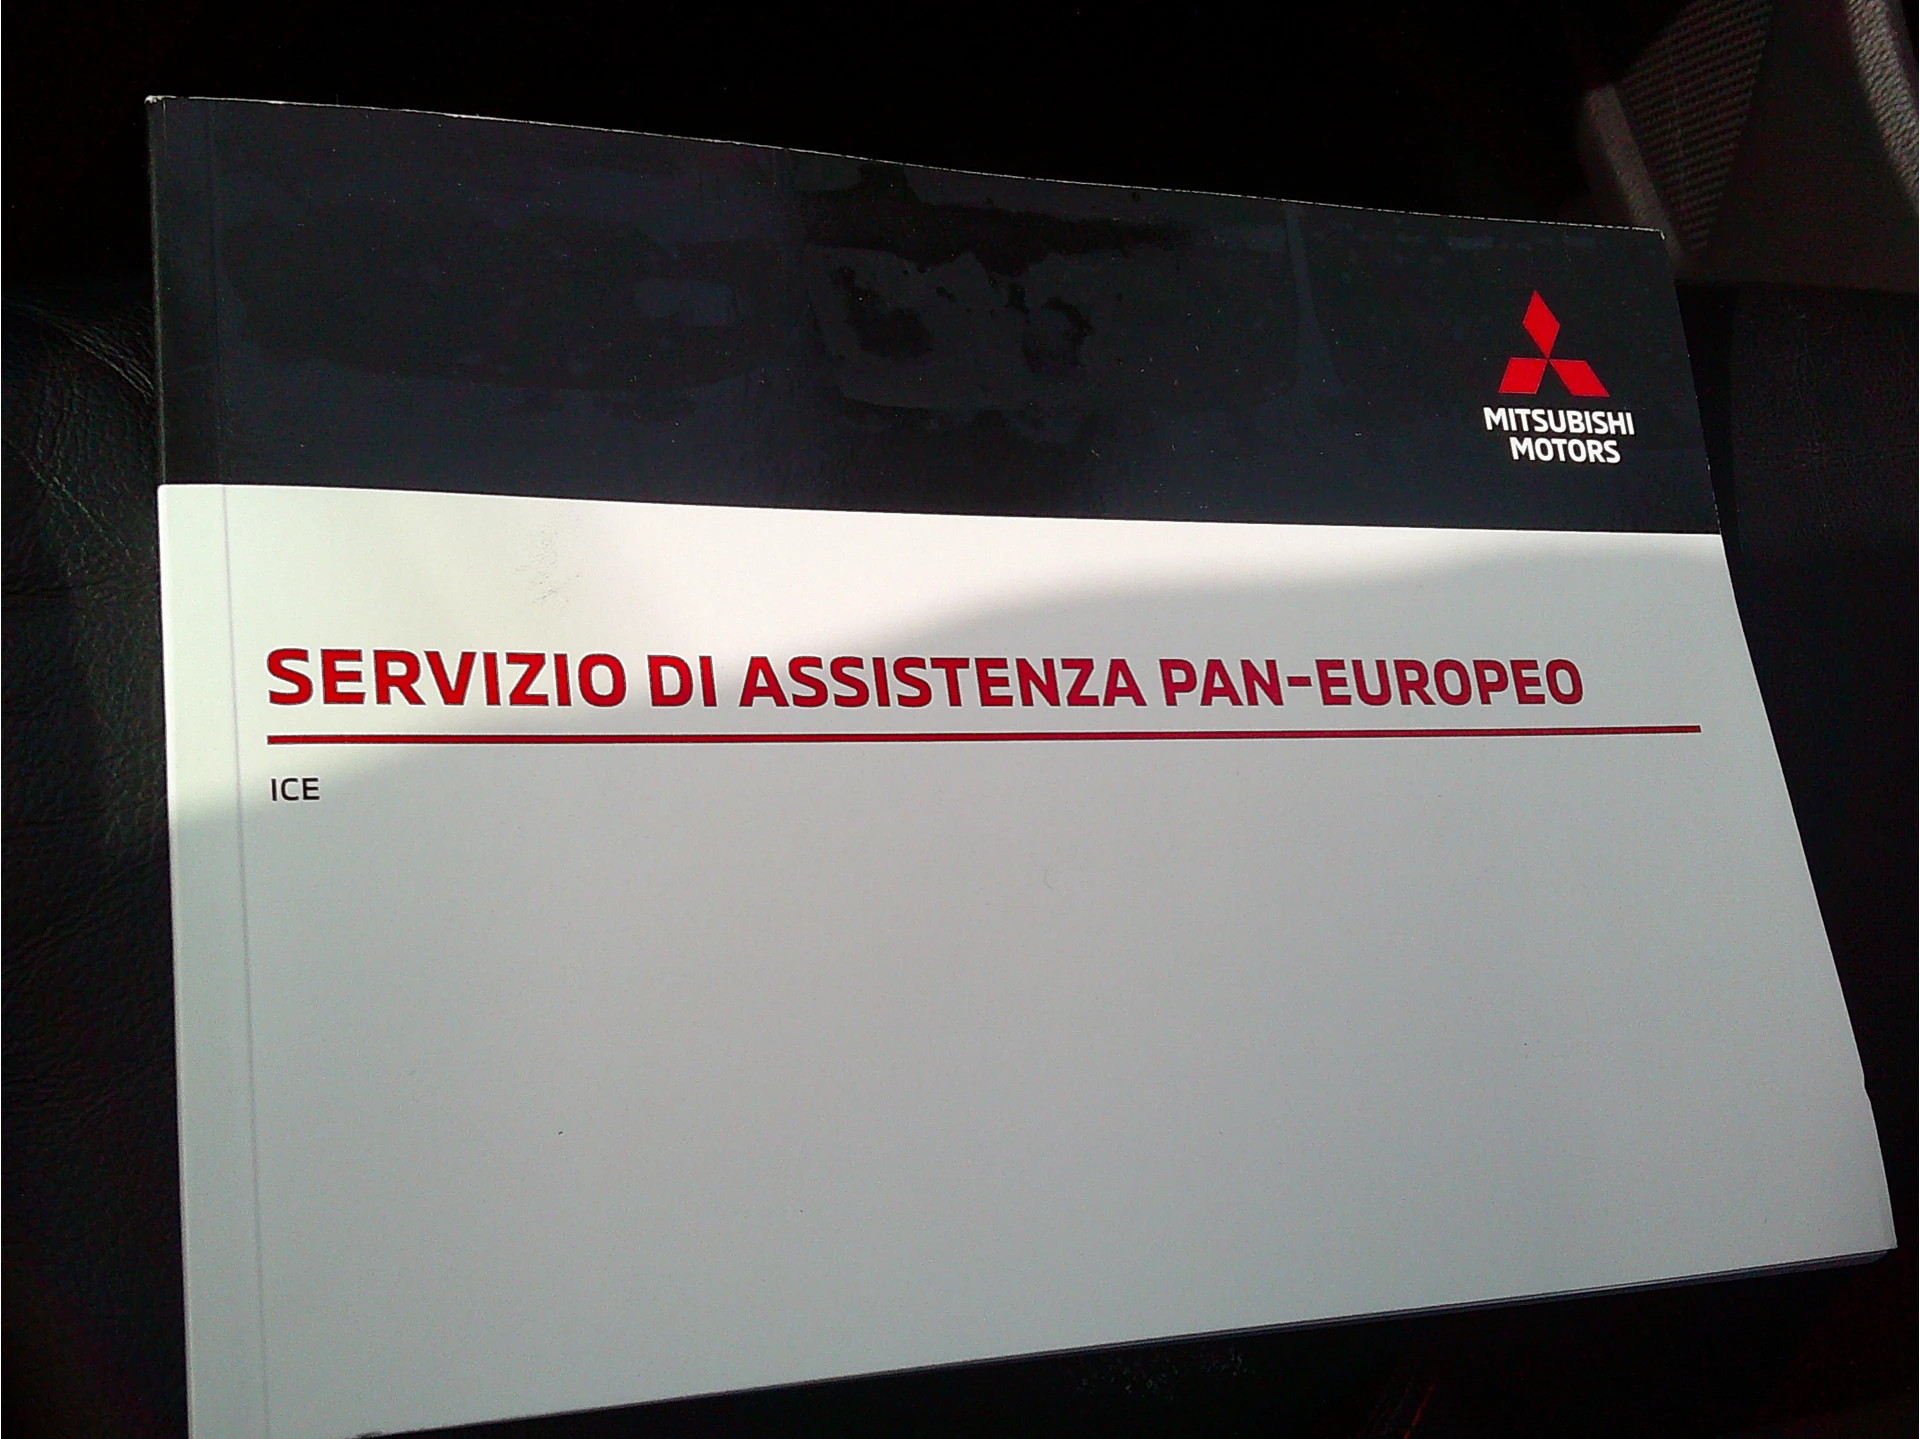 MITSUBISHI
MOTORS
SERVIZIO DI ASSISTENZA PAN-EUROPEO
ICE